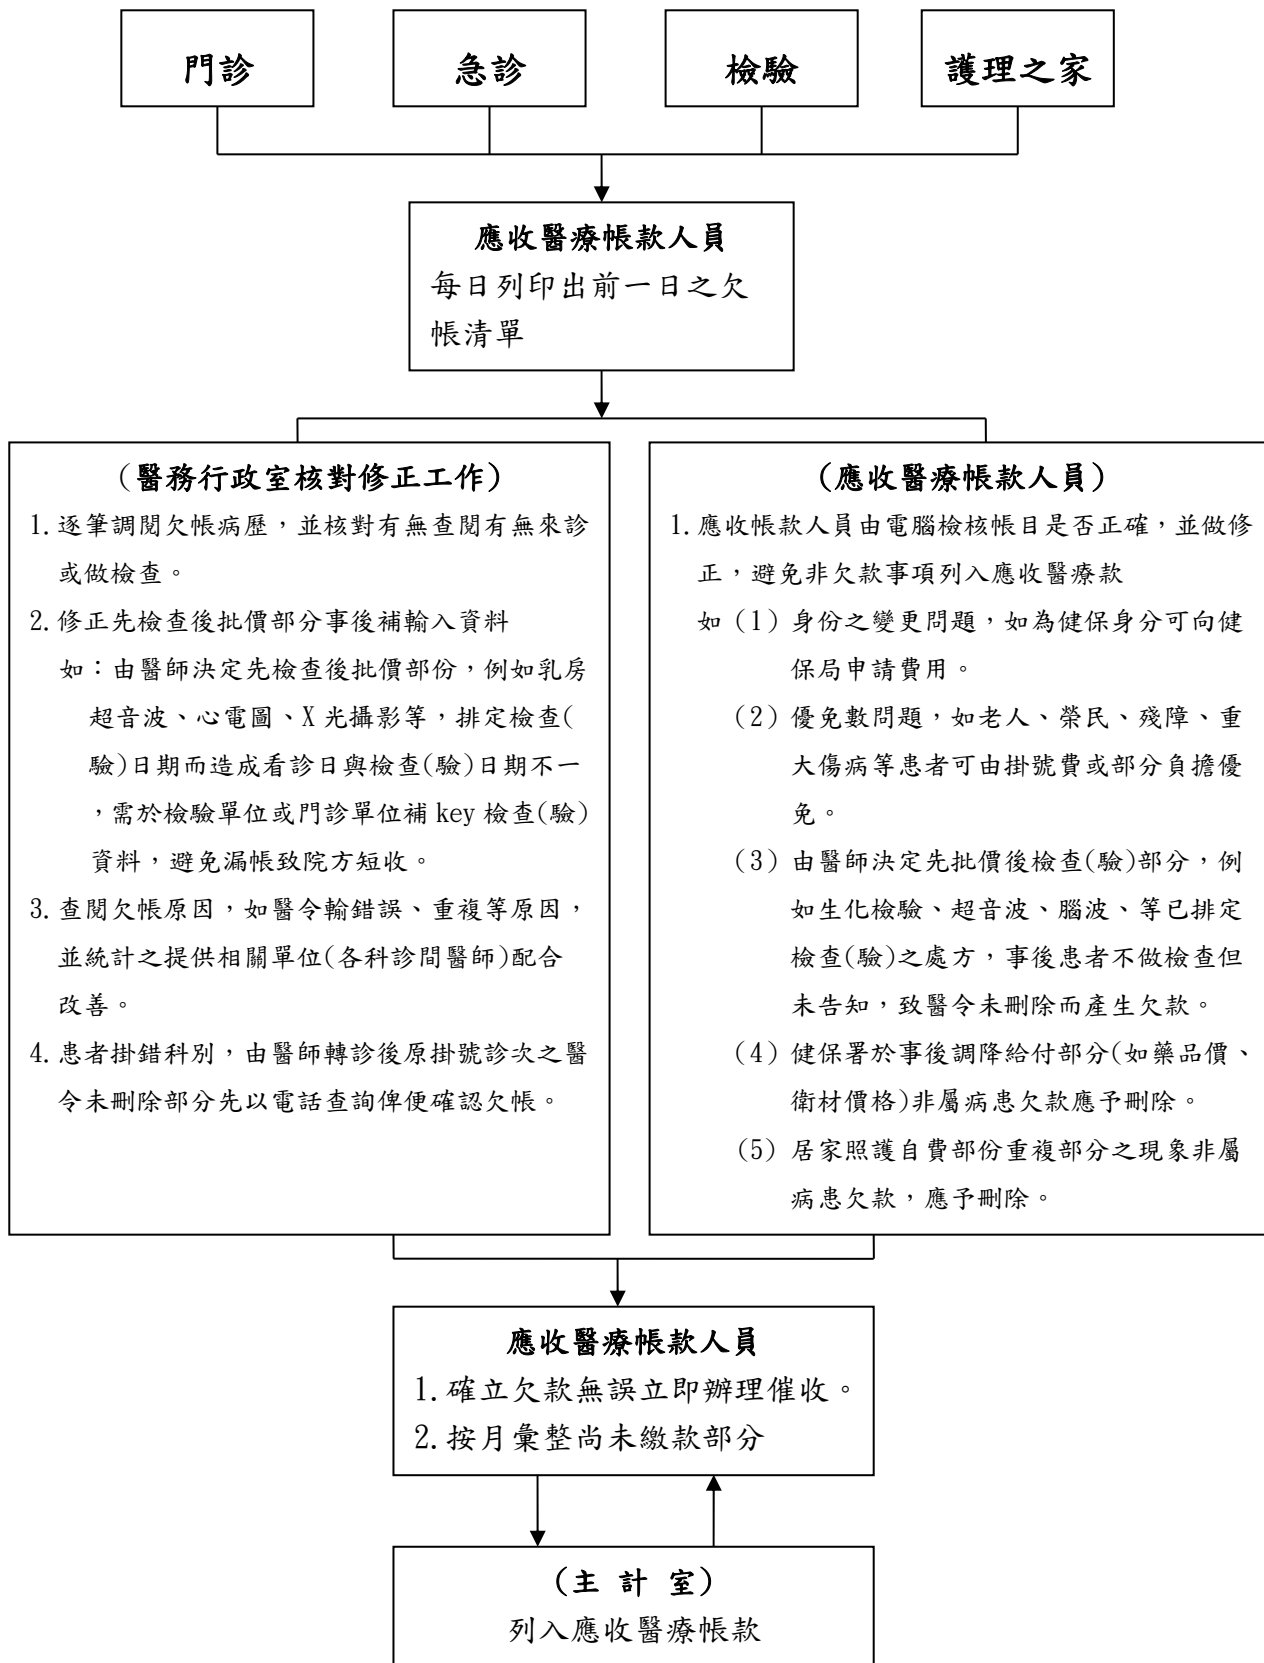 門診
急診
檢驗
護理之家
應收醫療帳款人員
每日列印出前一日之欠
帳清單
(醫務行政室核對修正工作)
1.逐筆調閱欠帳病歷，並核對有無查閱有無來診
或做檢查。
2.修正先檢查後批價部分事後補輸入資料
如：由醫師決定先檢查後批價部份，例如乳房
超音波、心電圖、X光攝影等，排定檢查(
驗)日期而造成看診日與檢查(驗)日期不一
，需於檢驗單位或門診單位補 key 檢查(驗)
資料，避免漏帳致院方短收。
3.查閱欠帳原因，如醫令輸錯誤、重複等原因，
並統計之提供相關單位(各科診間醫師)配合
改善。
4.患者掛錯科別，由醫師轉診後原掛號診次之醫
令未刪除部分先以電話查詢俾便確認欠帳。
(應收醫療帳款人員)
1.應收帳款人員由電腦檢核帳目是否正確，並做修
正，避免非欠款事項列入應收醫療款
如（1）身份之變更問題，如為健保身分可向健
保局申請費用。
（2）優免數問題，如老人、榮民、殘障、重
大傷病等患者可由掛號費或部分負擔優
免。
（3）由醫師決定先批價後檢查(驗)部分，例
如生化檢驗、超音波、腦波、等已排定
檢查(驗)之處方，事後患者不做檢查但
未告知，致醫令未刪除而產生欠款。
（4）健保署於事後調降給付部分(如藥品價、
衛材價格)非屬病患欠款應予刪除。
（5）居家照護自費部份重複部分之現象非屬
病患欠款，應予刪除。
應收醫療帳款人員
1.確立欠款無誤立即辦理催收。
2.按月彙整尚未繳款部分
(主 計 室)
列入應收醫療帳款